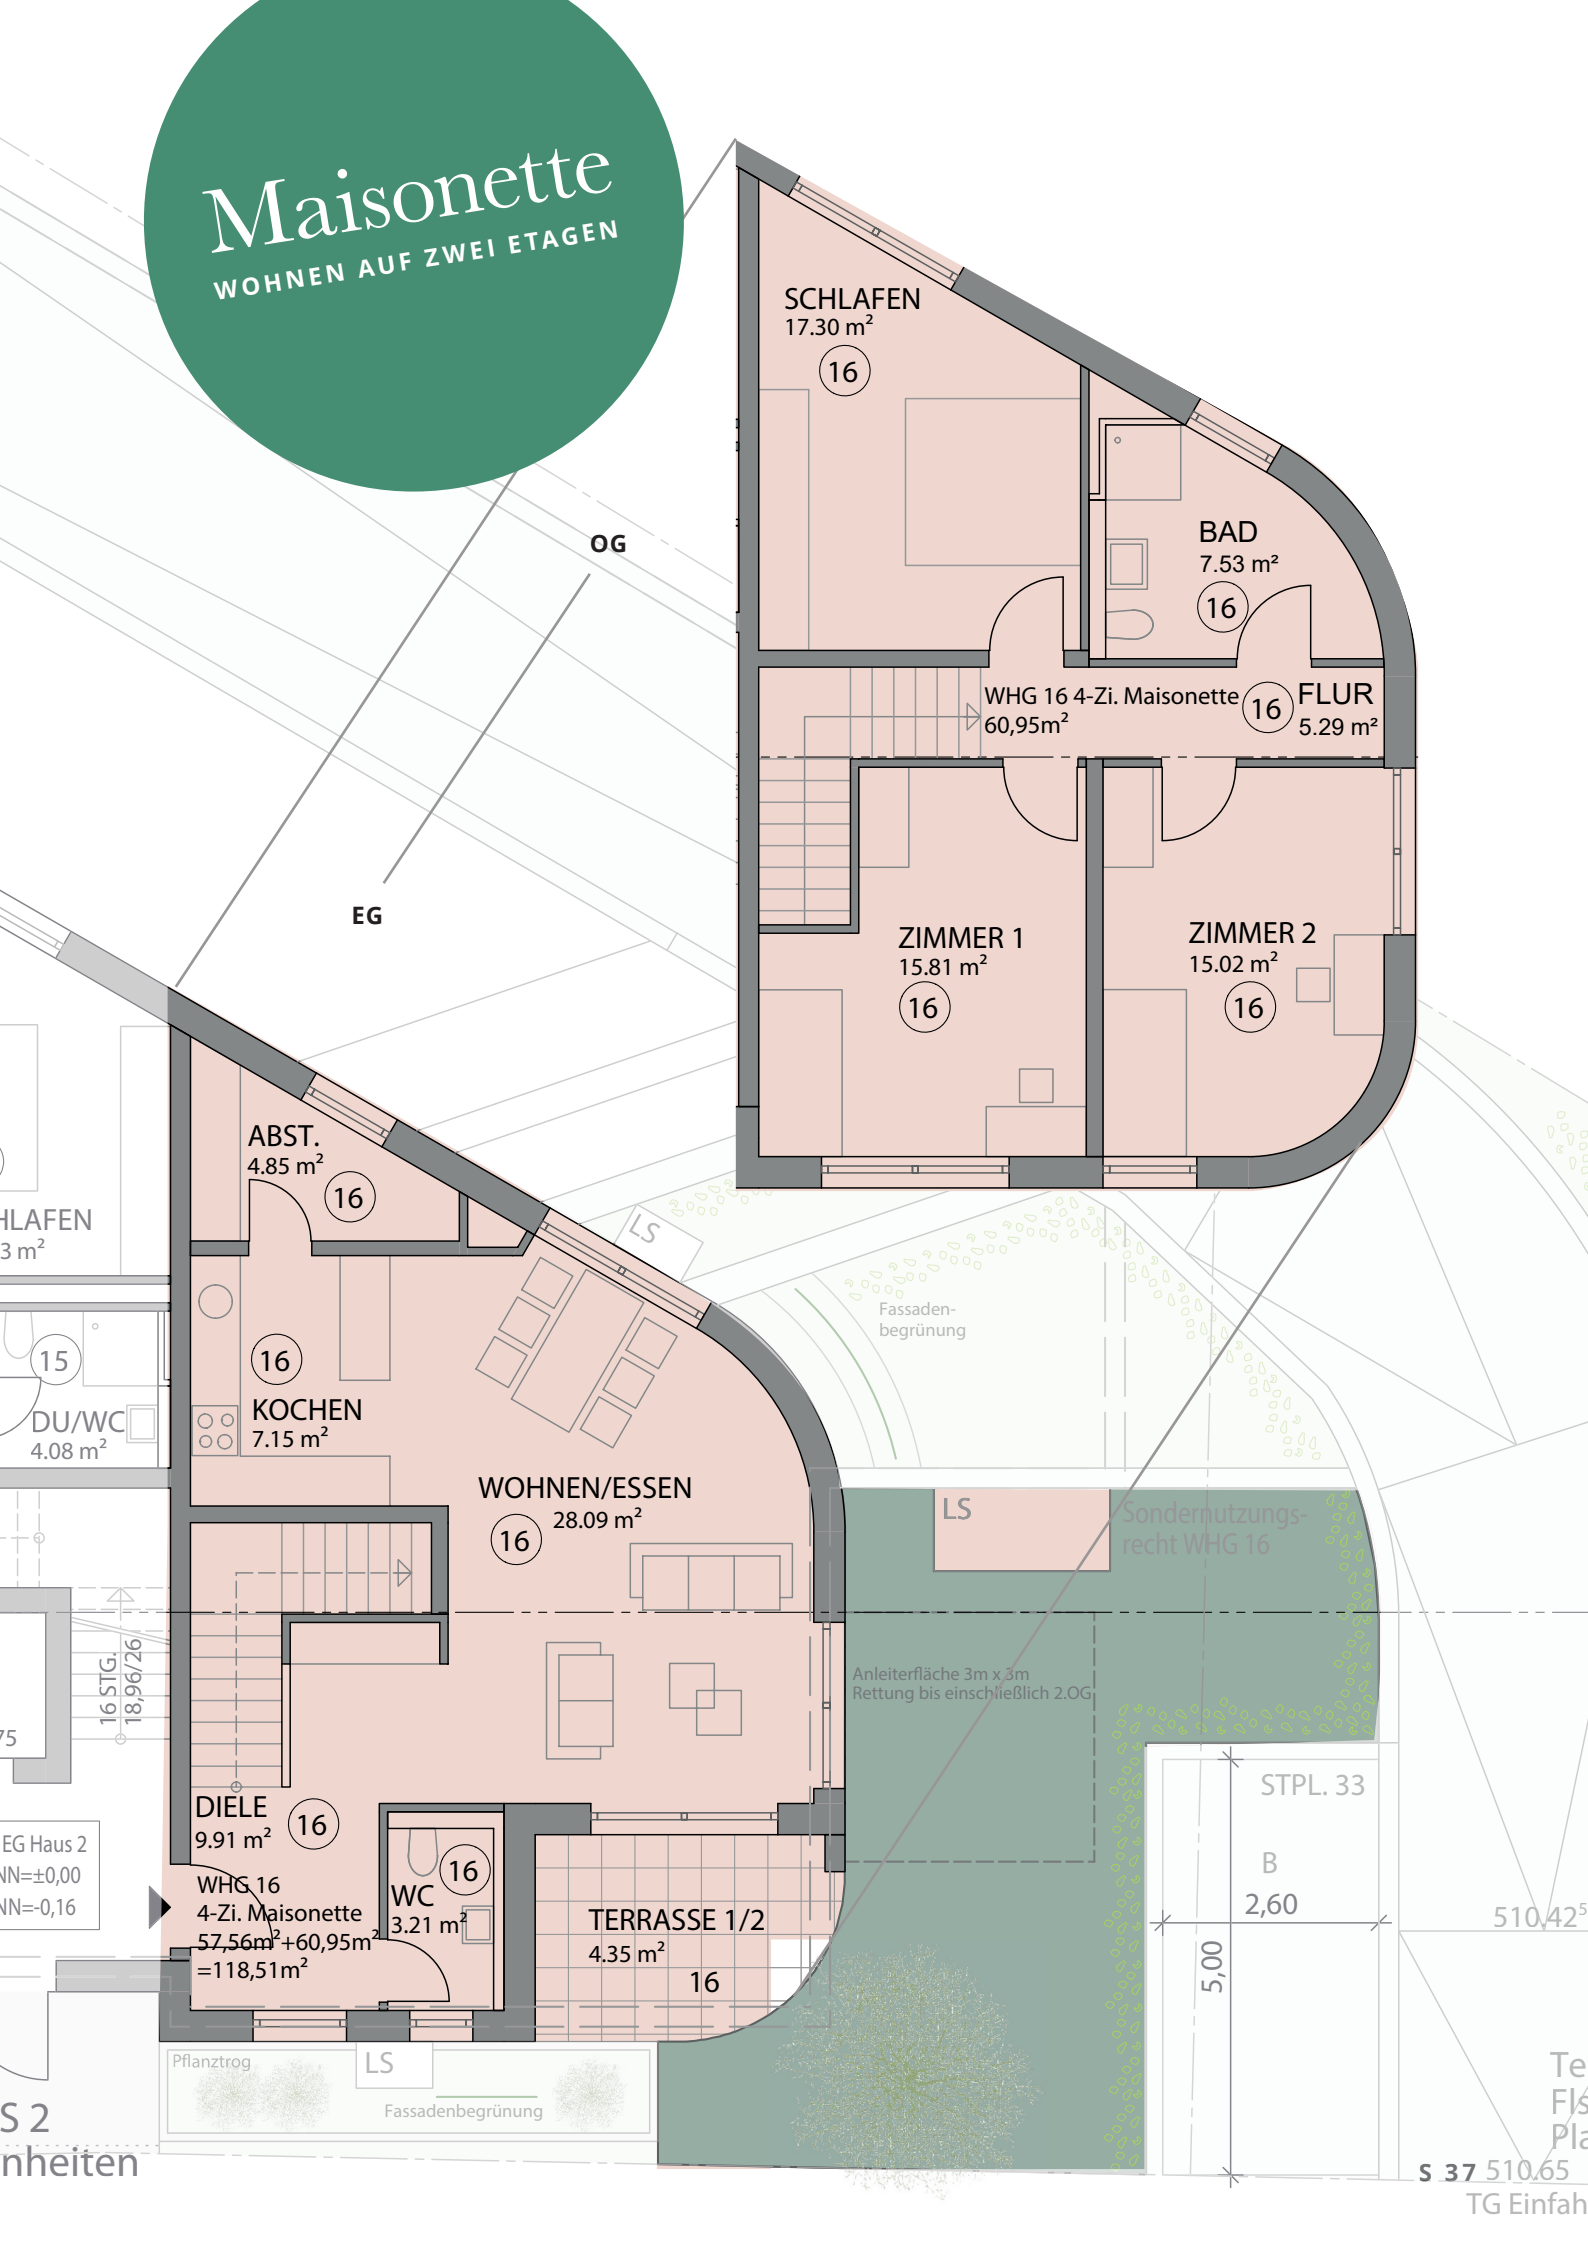 Maisonette
WOHNEN AUF ZWEI ETAGEN
OG
EG
SCHLAFEN
17.30 m²
16
BAD
7.53 m²
16
WHG 16 4-Zi. Maisonette
60,95m²
16
FLUR
5.29 m²
ZIMMER 1
15.81 m²
16
ZIMMER 2
15.02 m²
16
ABST.
4.85 m²
16
LS
Fassaden-
begrünung
16
KOCHEN
7.15 m²
WOHNEN/ESSEN
28.09 m²
16
HLAFEN
3 m²
15
DU/WC
4.08 m²
16 STG.
18,96/26
75
LS
Sondernutzungs-
recht WHG 16
Anleiterfläche 3m x 3m
Rettung bis einschließlich 2.OG
DIELE
9.91 m²
16
WHG 16
4-Zi. Maisonette
57,56m²+60,95m²
=118,51m²
16
WC
3.21 m²
TERRASSE 1/2
4.35 m²
16
EG Haus 2
NN=±0,00
NN=-0,16
STPL. 33
B
2,60
5,00
510.42⁵
Pflanztrog
LS
Fassadenbegrünung
S 2
nheiten
Te
Fls
Pla
S 37
510.65
TG Einfah